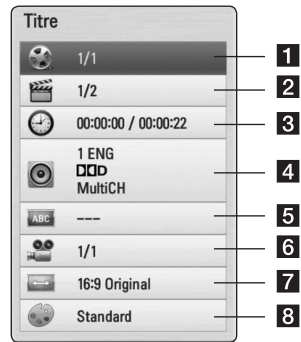 Titre
1/1
1
1/2
2
00:00:00 / 00:00:22
3
1 ENG
DD D
MultiCH
4
ABC
---
5
1/1
6
16:9 Original
7
Standard
8